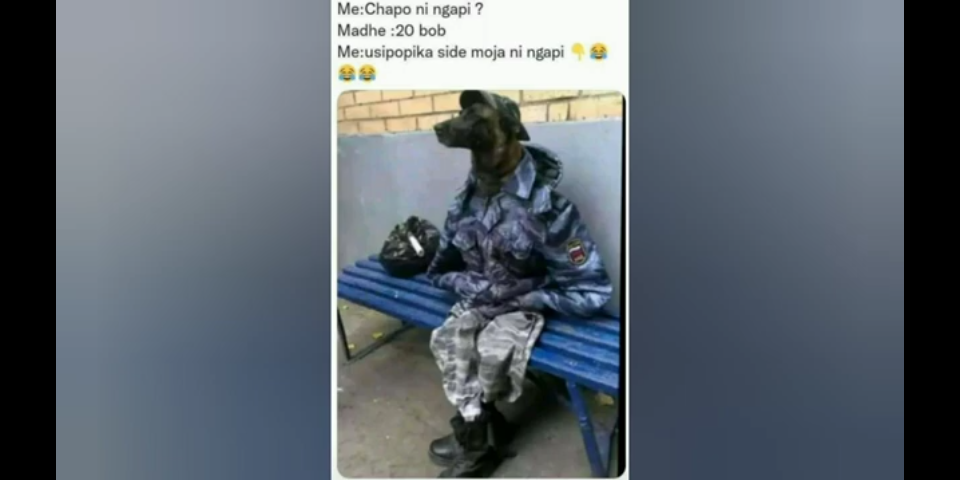 Me:Chapo ni ngapi ?
Madhe :20 bob
Me:usipopika side moja ni ngapi 👇😂
😂😂